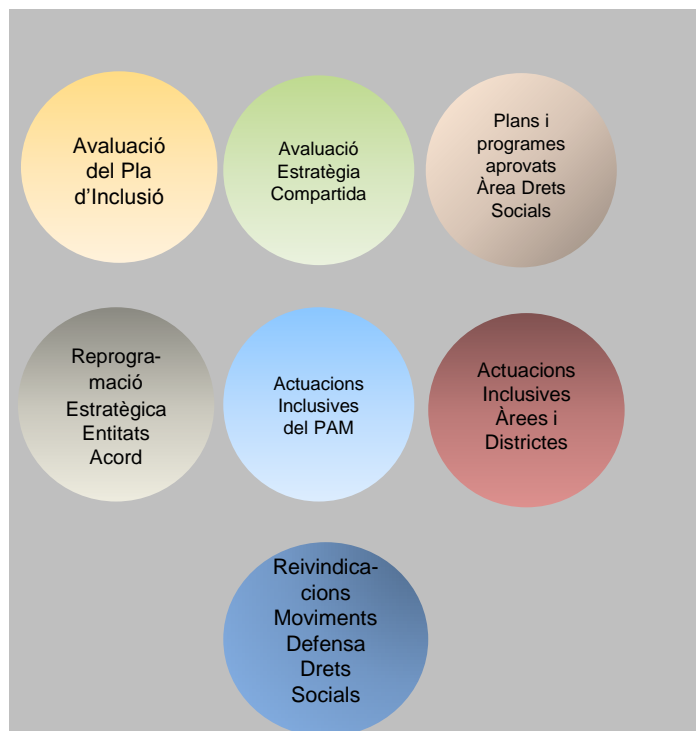 Avaluació
del Pla
d’Inclusió
Avaluació
Estratègia
Compartida
Plans i
programes
aprovats
Àrea Drets
Socials
Reprogra-
mació
Estratègica
Entitats
Acord
Actuacions
Inclusives
del PAM
Actuacions
Inclusives
Àrees i
Districtes
Reivindica-
cions
Moviments
Defensa
Drets
Socials